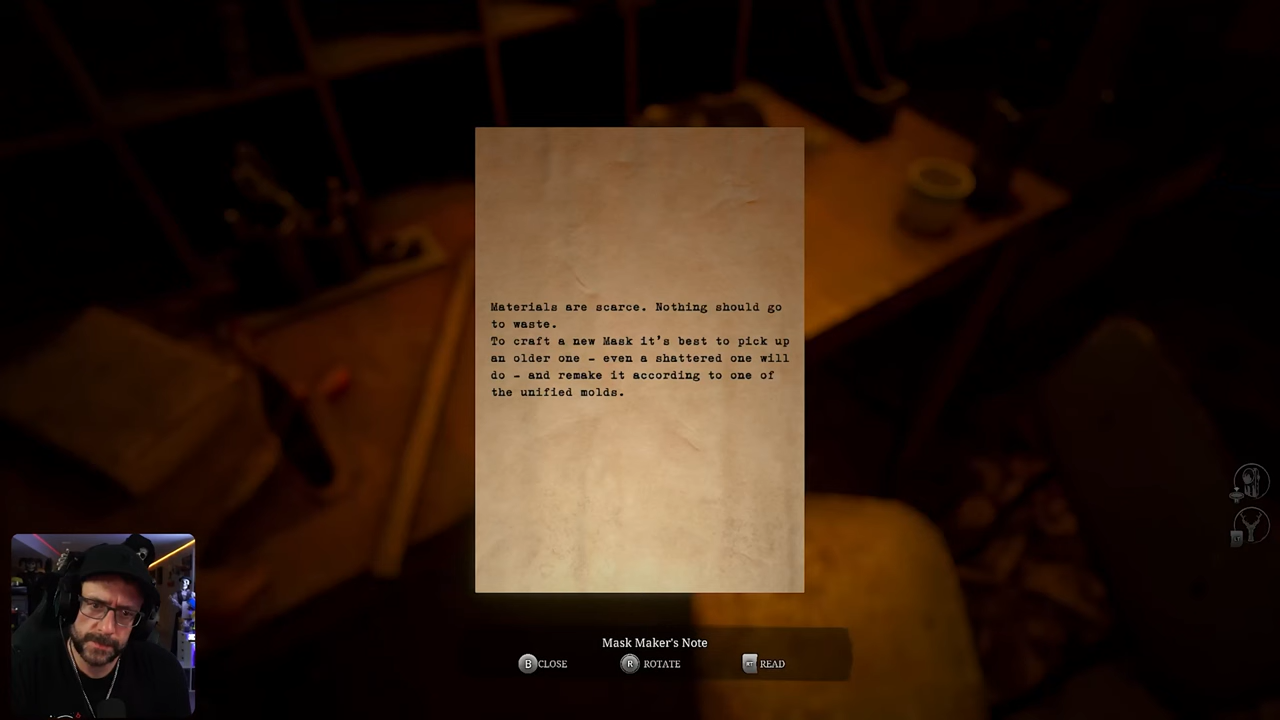 Materials are scarce. Nothing should go
to waste.
To craft a new Mask it's best to pick up
an older one - even a shattered one will
do - and remake it according to one of
the unified molds.
Mask Maker's Note
B CLOSE
R ROTATE
RT READ